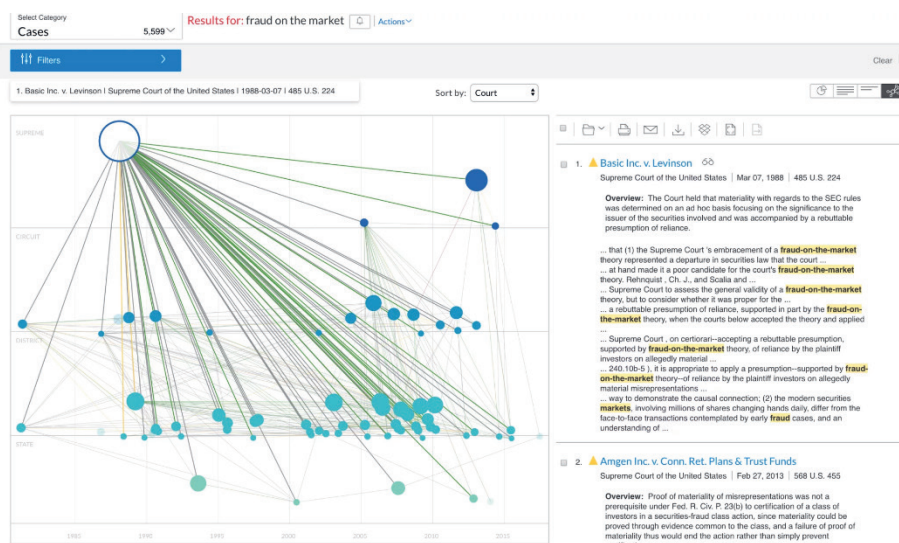 Select Category
Cases 5,599
Results for: fraud on the market Actions
Filters
Clear
1. Basic Inc. v. Levinson I Supreme Court of the United States I 1988-03-07 I 485 U.S. 224
Sort by: Court
SUPREME
CIRCUIT
DISTRICT
STATE
1985 1990 1995 2000 2005 2010 2015
1. Basic Inc. v. Levinson
Supreme Court of the United States | Mar 07, 1988 | 485 U.S. 224
Overview: The Court held that materiality with regards to the SEC rules
was determined on an ad hoc basis focusing on the significance to the
issuer of the securities involved and was accompanied by a rebuttable
presumption of reliance.
... that (1) the Supreme Court 's embracement of a fraud-on-the-market
theory represented a departure in securities law that the court ...
... at hand made it a poor candidate for the court's fraud-on-the-market
theory. Rehnquist , Ch. J., and Scalia and ...
... Supreme Court to assess the general validity of a fraud-on-the-market
theory, but to consider whether it was proper for the ...
... a rebuttable presumption of reliance, supported in part by the fraud-on-
the-market theory, when the courts below accepted the theory and applied
...
... Supreme Court , on certiorari--accepting a rebuttable presumption,
supported by fraud-on-the-market theory, of reliance by the plaintiff
investors on allegedly material ...
... 240.10b-5 ), it is appropriate to apply a presumption--supported by fraud-
on-the-market theory--of reliance by the plaintiff investors on allegedly
material misrepresentations ...
... way to demonstrate the causal connection; (2) the modern securities
markets, involving millions of shares changing hands daily, differ from the
face-to-face transactions contemplated by early fraud cases, and an
understanding of ...
2. Amgen Inc. v. Conn. Ret. Plans & Trust Funds
Supreme Court of the United States | Feb 27, 2013 | 568 U.S. 455
Overview: Proof of materiality of misrepresentations was not a
prerequisite under Fed. R. Civ. P. 23(b) to certification of a class of
investors in a securities-fraud class action, since materiality could be
proved through evidence common to the class, and a failure of proof of
materiality thus would end the action rather than simply prevent